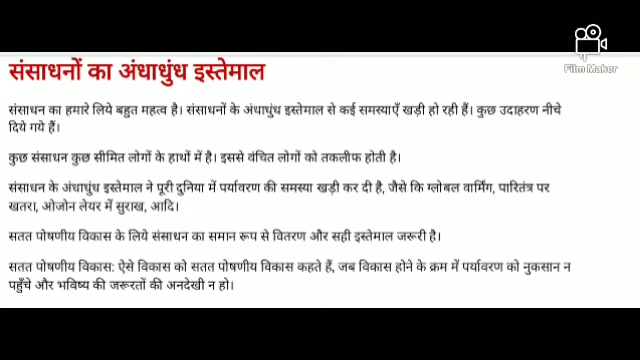 Film Maker
संसाधनों का अंधाधुंध इस्तेमाल
संसाधन का हमारे लिये बहुत महत्व है। संसाधनों के अंधाधुंध इस्तेमाल से कई समस्याएँ खड़ी हो रही हैं। कुछ उदाहरण नीचे
दिये गये हैं।
कुछ संसाधन कुछ सीमित लोगों के हाथों में है। इससे वंचित लोगों को तकलीफ होती है।
संसाधन के अंधाधुंध इस्तेमाल ने पूरी दुनिया में पर्यावरण की समस्या खड़ी कर दी है, जैसे कि ग्लोबल वार्मिंग, पारितंत्र पर
खतरा, ओजोन लेयर में सुराख, आदि।
सतत पोषणीय विकास के लिये संसाधन का समान रूप से वितरण और सही इस्तेमाल जरूरी है।
सतत पोषणीय विकास: ऐसे विकास को सतत पोषणीय विकास कहते हैं, जब विकास होने के क्रम में पर्यावरण को नुकसान न
पहुँचे और भविष्य की जरूरतों की अनदेखी न हो।